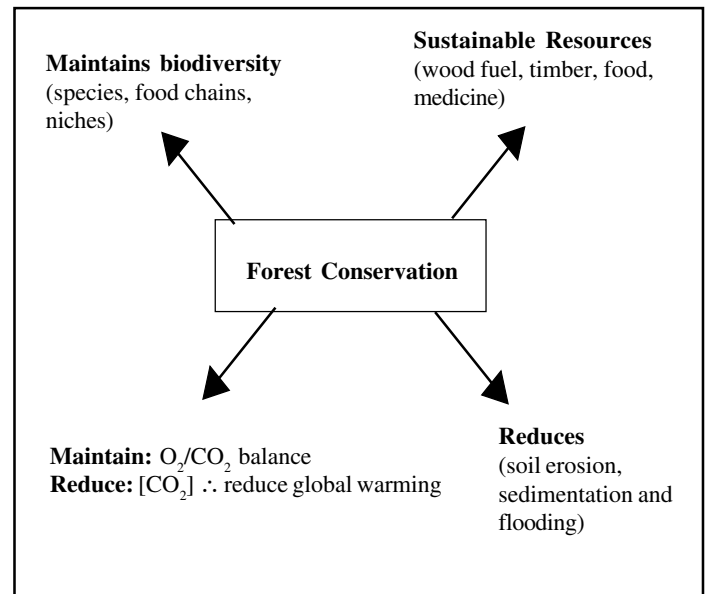 Maintains biodiversity
(species, food chains,
niches)
Sustainable Resources
(wood fuel, timber, food,
medicine)
Forest Conservation
Maintain: O₂/CO₂ balance
Reduce: [CO₂] ∴ reduce global warming
Reduces
(soil erosion,
sedimentation and
flooding)